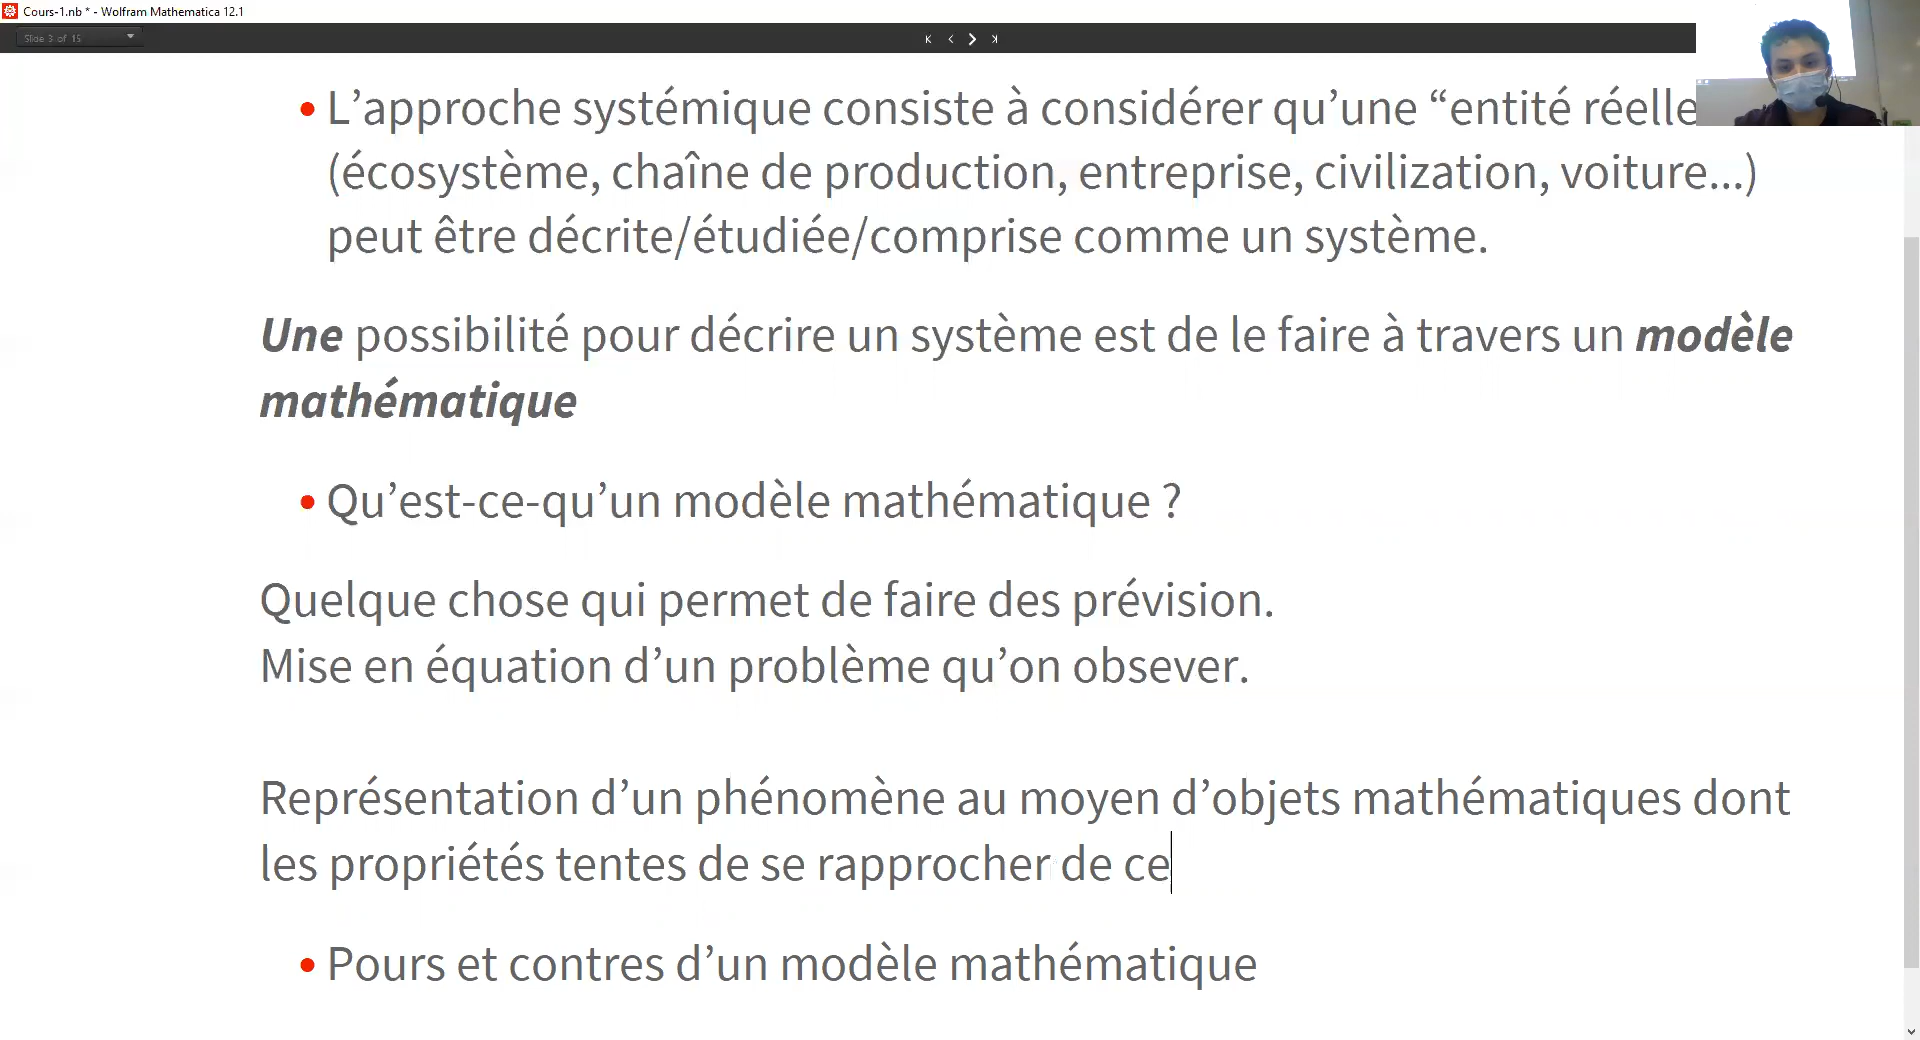 Cours-1.nb * - Wolfram Mathematica 12.1
Slide 3 of 15
• L’approche systémique consiste à considérer qu’une “entité réelle
(écosystème, chaîne de production, entreprise, civilization, voiture...)
peut être décrite/étudiée/comprise comme un système.
Une possibilité pour décrire un système est de le faire à travers un modèle
mathématique
• Qu’est-ce-qu’un modèle mathématique ?
Quelque chose qui permet de faire des prévision.
Mise en équation d’un problème qu’on obsever.
Représentation d’un phénomène au moyen d’objets mathématiques dont
les propriétés tentes de se rapprocher de ce
• Pours et contres d’un modèle mathématique